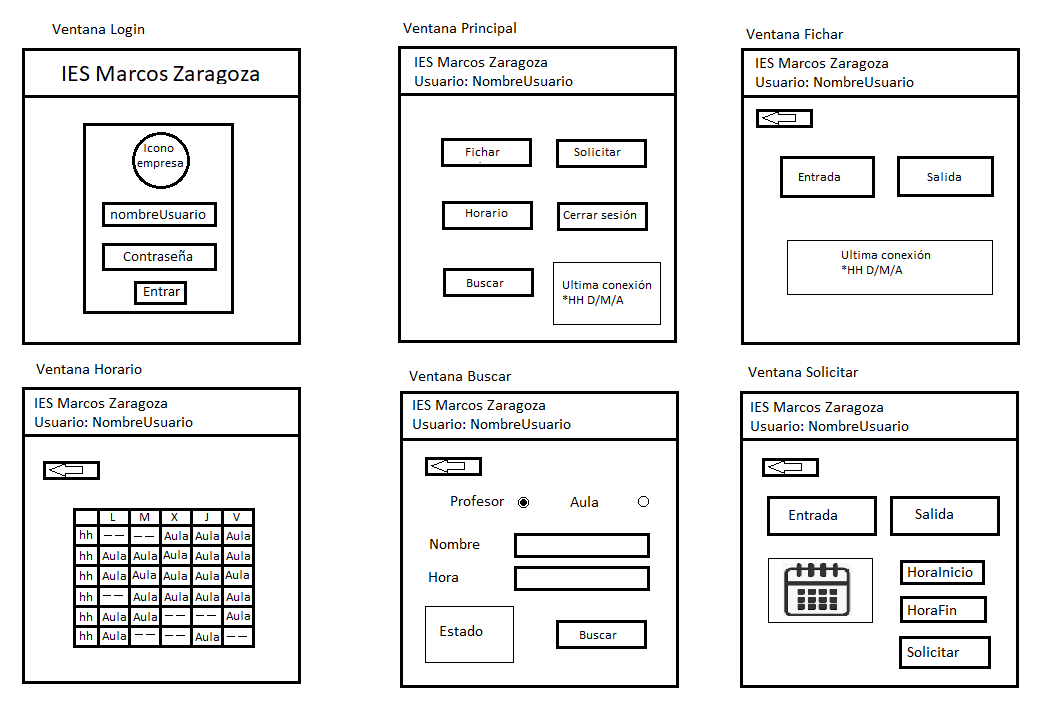 Ventana Login
IES Marcos Zaragoza
Icono
empresa
nombreUsuario
Contraseña
Entrar
Ventana Principal
IES Marcos Zaragoza
Usuario: NombreUsuario
Fichar
Solicitar
Horario
Cerrar sesión
Buscar
Ultima conexión
*HH D/M/A
Ventana Fichar
IES Marcos Zaragoza
Usuario: NombreUsuario
Entrada
Salida
Ultima conexión
*HH D/M/A
Ventana Horario
IES Marcos Zaragoza
Usuario: NombreUsuario
L M X J V
hh −− −− Aula Aula Aula
hh Aula Aula Aula Aula Aula
hh Aula Aula Aula Aula Aula
hh −− Aula Aula Aula Aula
hh Aula Aula −− −− Aula
hh Aula −− −− Aula −−
Ventana Buscar
IES Marcos Zaragoza
Usuario: NombreUsuario
Profesor Aula
Nombre
Hora
Estado
Buscar
Ventana Solicitar
IES Marcos Zaragoza
Usuario: NombreUsuario
Entrada
Salida
HoraInicio
HoraFin
Solicitar